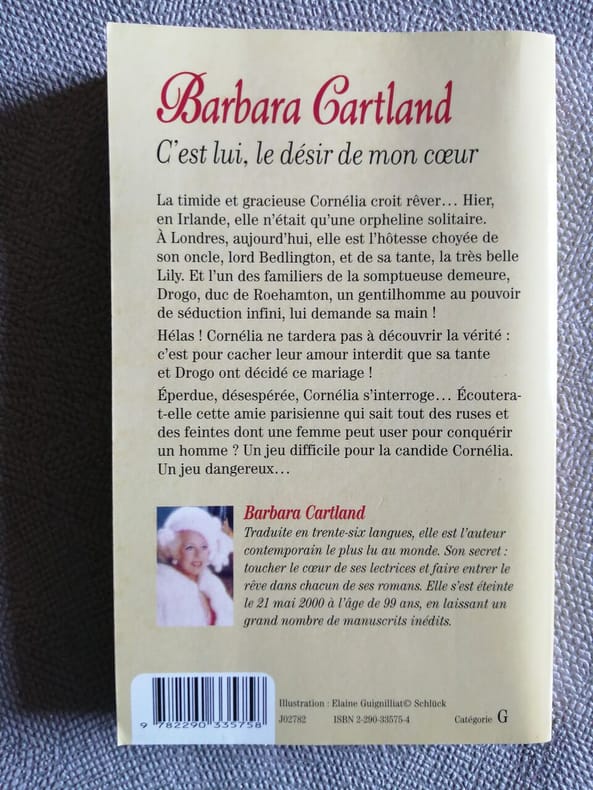 Barbara Cartland
C'est lui, le désir de mon cœur
La timide et gracieuse Cornélia croit rêver... Hier,
en Irlande, elle n'était qu'une orpheline solitaire.
À Londres, aujourd'hui, elle est l'hôtesse choyée de
son oncle, lord Bedlington, et de sa tante, la très belle
Lily. Et l'un des familiers de la somptueuse demeure,
Drogo, duc de Roehamton, un gentilhomme au pouvoir
de séduction infini, lui demande sa main !
Hélas ! Cornélia ne tardera pas à découvrir la vérité :
c'est pour cacher leur amour interdit que sa tante
et Drogo ont décidé ce mariage !
Éperdue, désespérée, Cornélia s'interroge... Écoutera-
t-elle cette amie parisienne qui sait tout des ruses et
des feintes dont une femme peut user pour conquérir
un homme ? Un jeu difficile pour la candide Cornélia.
Un jeu dangereux...
Barbara Cartland
Traduite en trente-six langues, elle est l'auteur
contemporain le plus lu au monde. Son secret :
toucher le cœur de ses lectrices et faire entrer le
rêve dans chacun de ses romans. Elle s'est éteinte
le 21 mai 2000 à l'âge de 99 ans, en laissant un
grand nombre de manuscrits inédits.
Illustration : Elaine Guignilliat© Schlück
J02782 ISBN 2-290-33575-4 Catégorie G
9 782290 335758